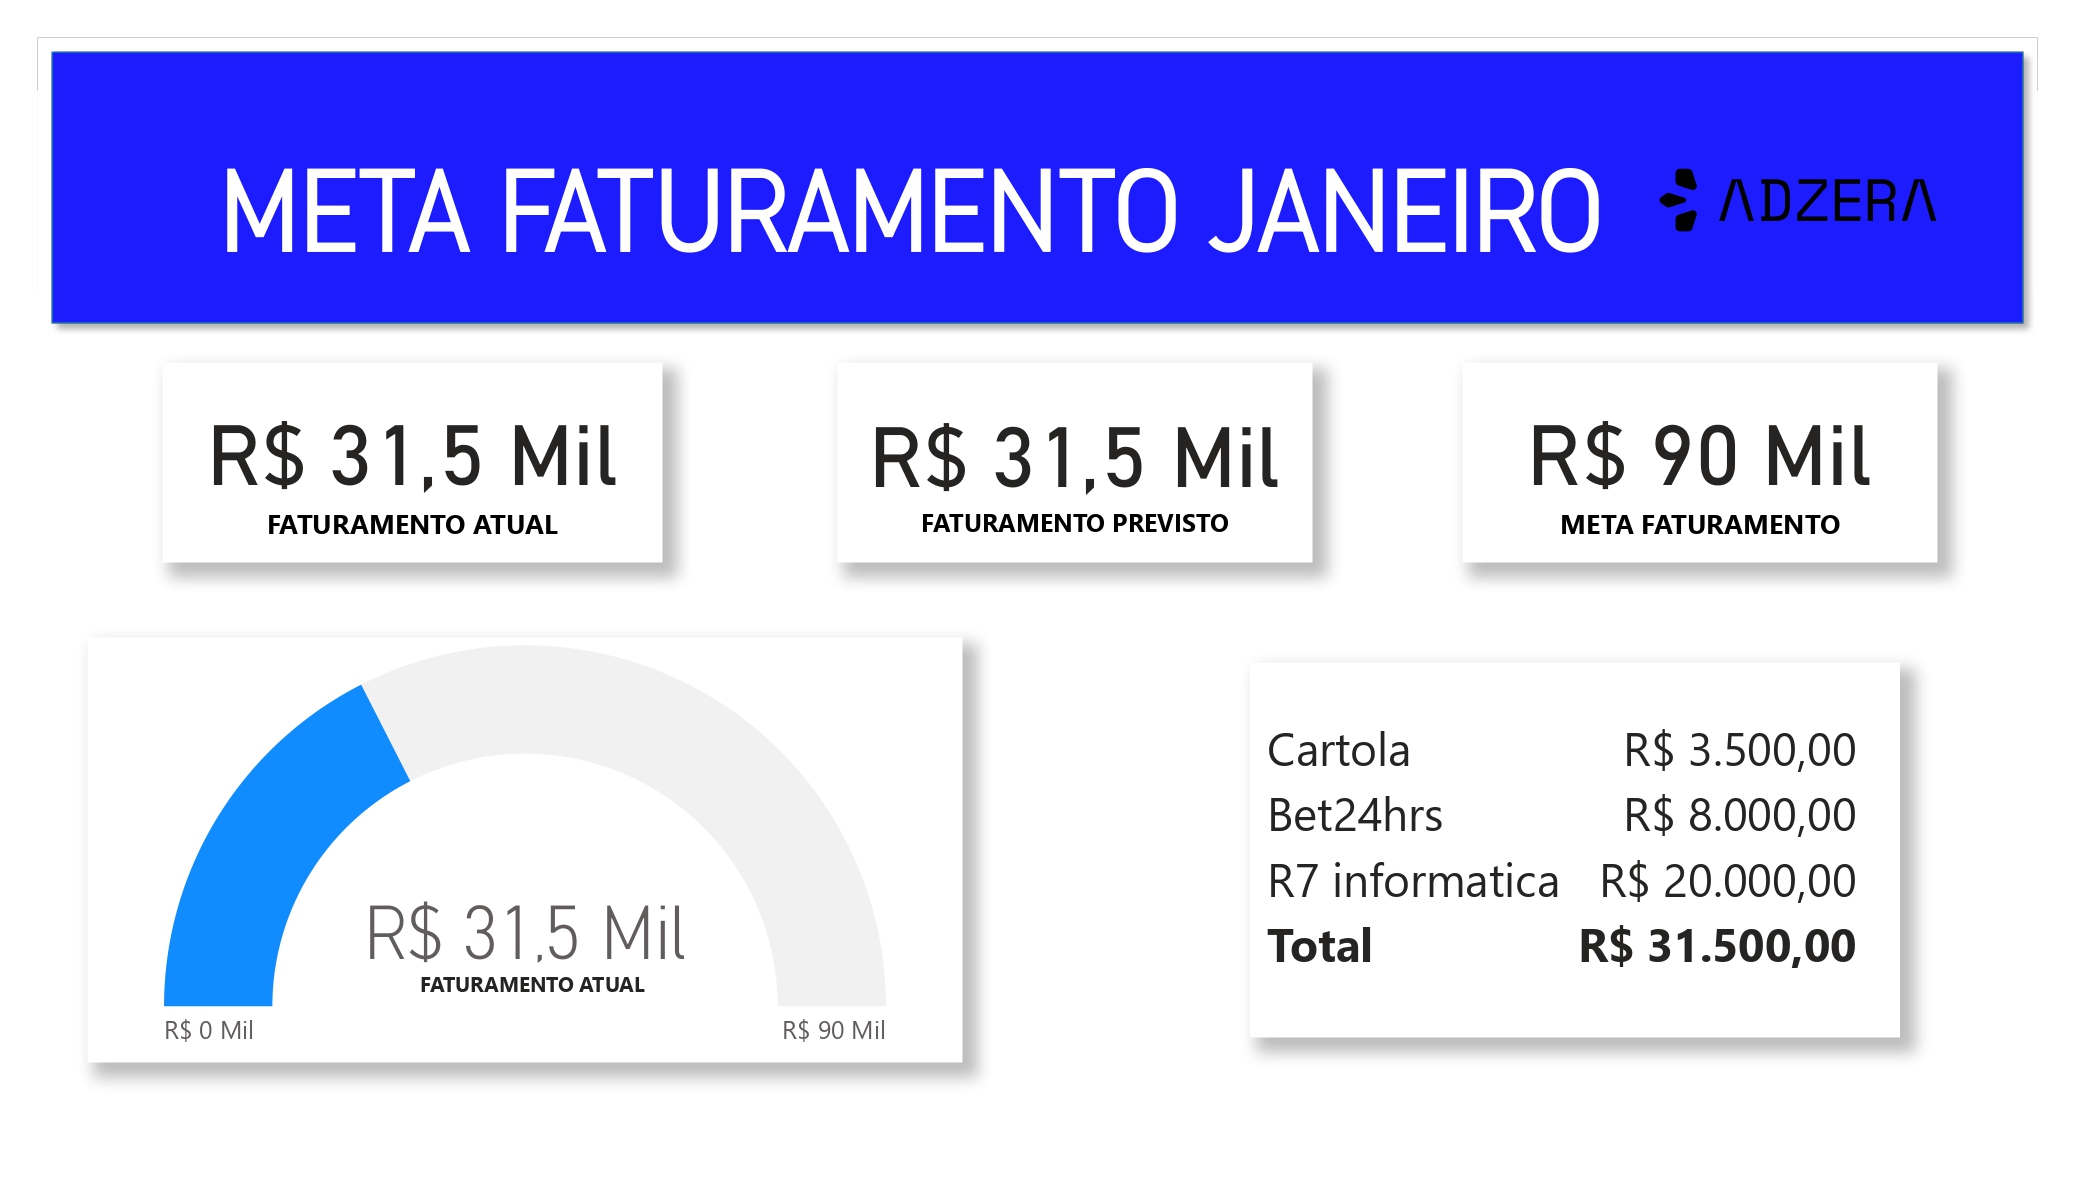 META FATURAMENTO JANEIRO
ADZERA
R$ 31,5 Mil
FATURAMENTO ATUAL
R$ 31,5 Mil
FATURAMENTO PREVISTO
R$ 90 Mil
META FATURAMENTO
R$ 31,5 Mil
FATURAMENTO ATUAL
R$ 0 Mil
R$ 90 Mil
Cartola R$ 3.500,00
Bet24hrs R$ 8.000,00
R7 informatica R$ 20.000,00
Total R$ 31.500,00